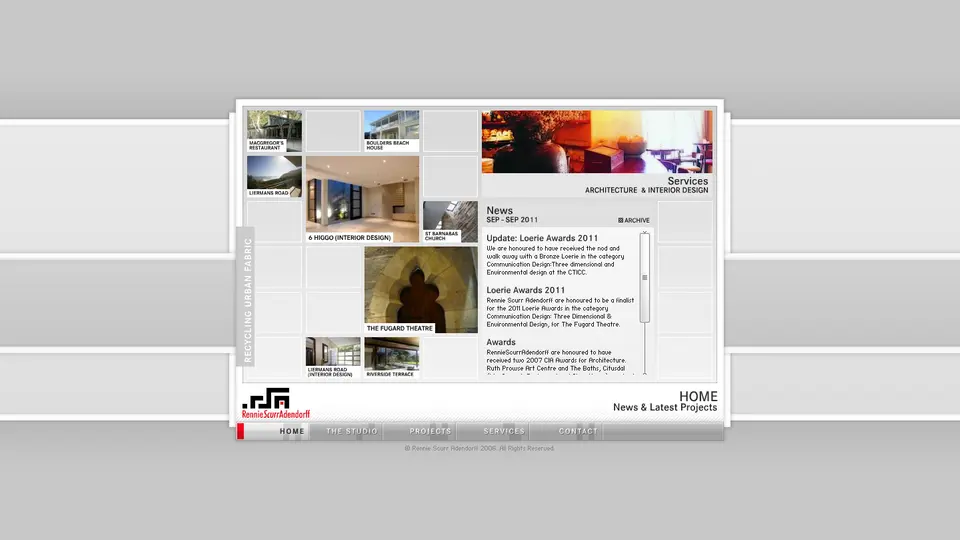 MACGREGOR'S
RESTAURANT
BOULDERS BEACH
HOUSE
LIERMANS ROAD
6 HIGGO (INTERIOR DESIGN)
ST BARNABAS
CHURCH
THE FUGARD THEATRE
LIERMANS ROAD
(INTERIOR DESIGN)
RIVERSIDE TERRACE
RECYCLING URBAN FABRIC
Services
ARCHITECTURE & INTERIOR DESIGN
News
SEP - SEP 2011
ARCHIVE
Update: Loerie Awards 2011
We are honoured to have received the nod and
walk away with a Bronze Loerie in the category
Communication Design:Three dimensional and
Environmental design at the CTICC.
Loerie Awards 2011
Rennie Scurr Adendorff are honoured to be a finalist
for the 2011 Loerie Awards in the category
Communication Design: Three Dimensional &
Environmental Design, for The Fugard Theatre.
Awards
RennieScurrAdendorff are honoured to have
received two 2007 CIA Awards for Architecture.
Ruth Prowse Art Centre and The Baths, Citusdal
RennieScurrAdendorff
HOME
News & Latest Projects
HOME
THE STUDIO
PROJECTS
SERVICES
CONTACT
© Rennie Scurr Adendorff 2006. All Rights Reserved.